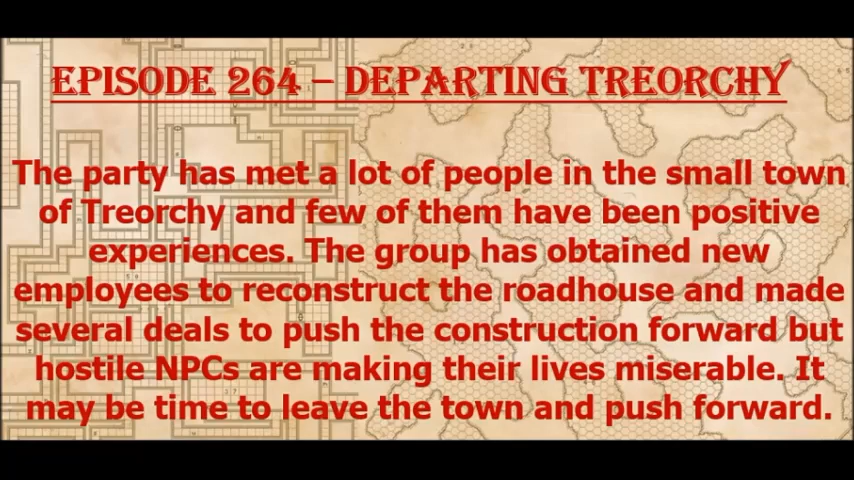 EPISODE 264 – DEPARTING TREORCHY
The party has met a lot of people in the small town
of Treorchy and few of them have been positive
experiences. The group has obtained new
employees to reconstruct the roadhouse and made
several deals to push the construction forward but
hostile NPCs are making their lives miserable. It
may be time to leave the town and push forward.